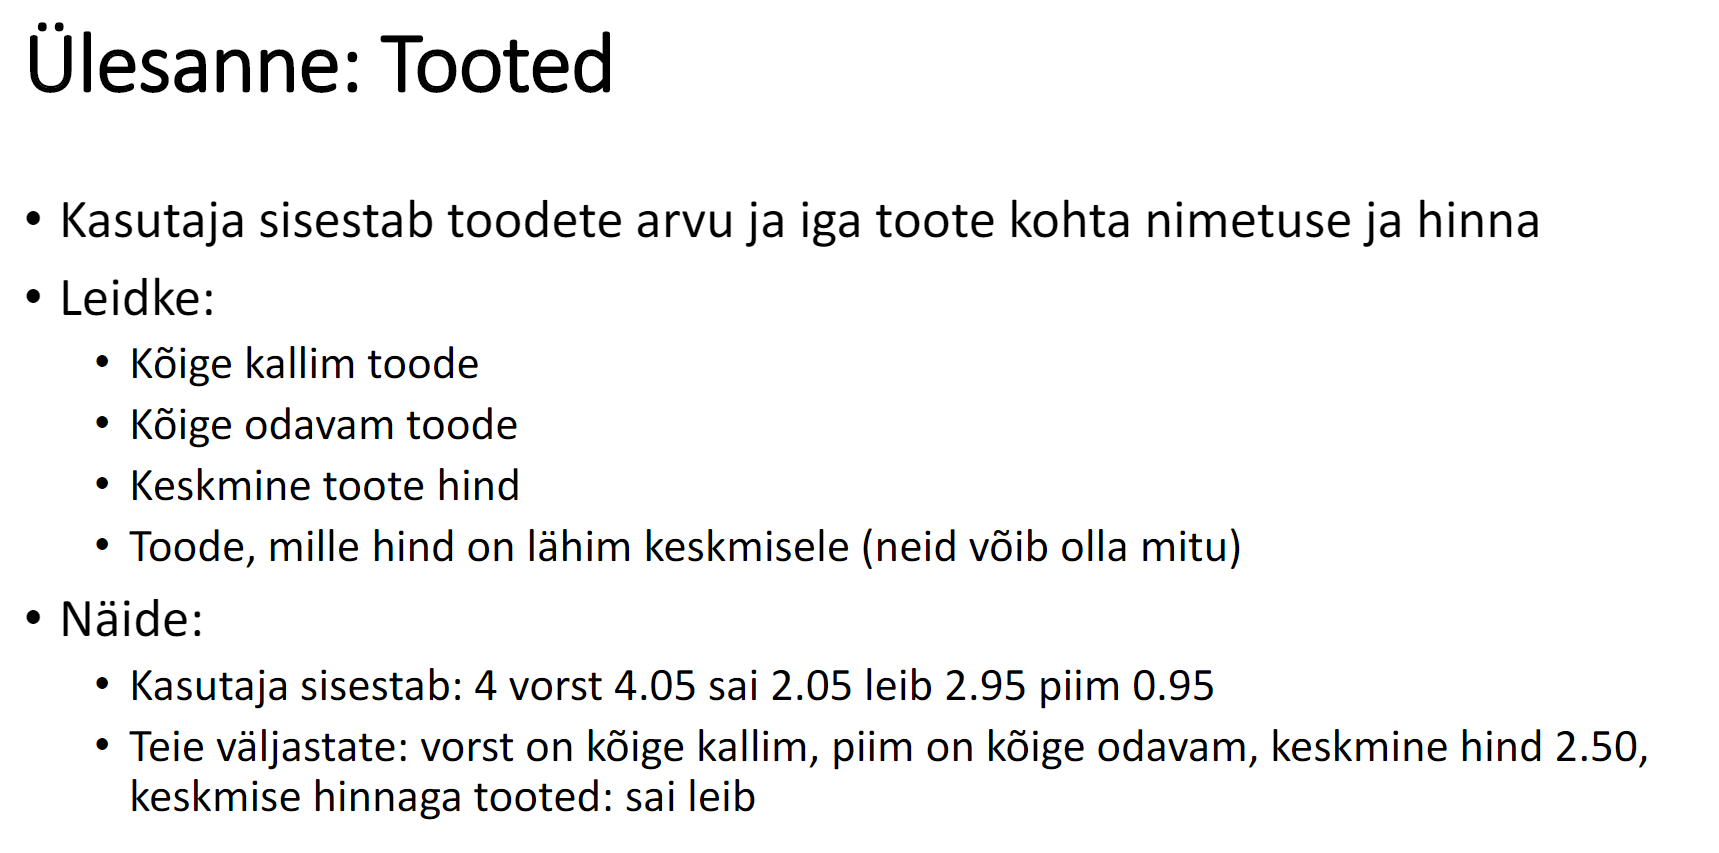 Ülesanne: Tooted
• Kasutaja sisestab toodete arvu ja iga toote kohta nimetuse ja hinna
• Leidke:
• Kõige kallim toode
• Kõige odavam toode
• Keskmine toote hind
• Toode, mille hind on lähim keskmisele (neid võib olla mitu)
• Näide:
• Kasutaja sisestab: 4 vorst 4.05 sai 2.05 leib 2.95 piim 0.95
• Teie väljastate: vorst on kõige kallim, piim on kõige odavam, keskmine hind 2.50,
keskmise hinnaga tooted: sai leib